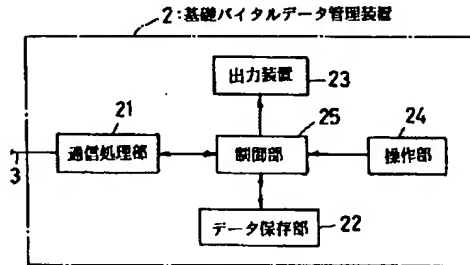 2:基礎バイタルデータ管理装置
出力装置
23
21
25
24
通信処理部
制御部
操作部
3
データ保存部
22